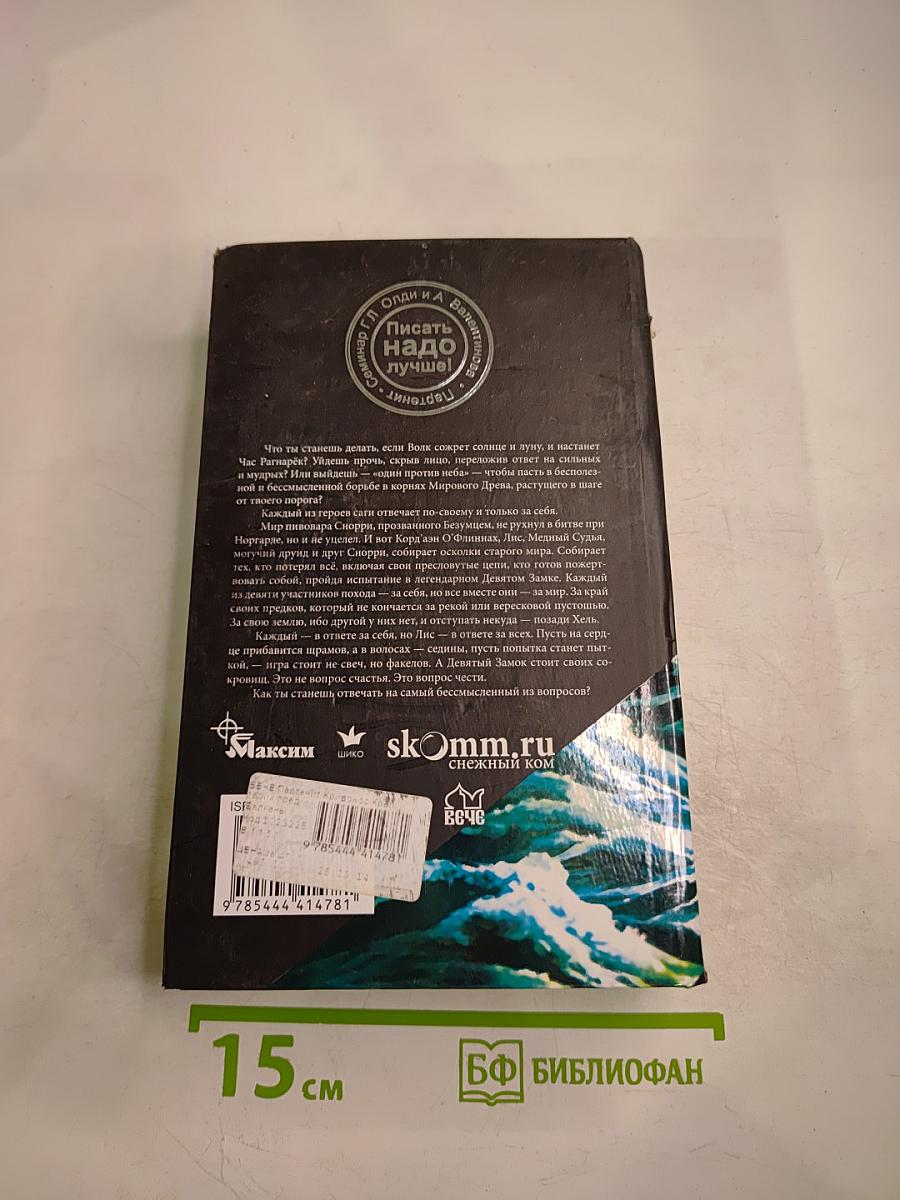 Семинар Г.Л. Олди и А. Валентинова • Партенит •
Писать
надо
лучше!
Что ты станешь делать, если Волк сожрет солнце и луну, и настанет
Час Рагнарёк? Уйдешь прочь, скрыв лицо, переложив ответ на сильных
и мудрых? Или выйдешь — «один против неба» — чтобы пасть в бесполез-
ной и бессмысленной борьбе в корнях Мирового Древа, растущего в шаге
от твоего порога?
Каждый из героев саги отвечает по-своему и только за себя.
Мир пивовара Снорри, прозванного Безумцем, не рухнул в битве при
Норгарде, но и не уцелел. И вот Корд'аэн О'Флиннах, Лис, Медный Судья,
могучий друид и друг Снорри, собирает осколки старого мира. Собирает
тех, кто потерял всё, включая свои пресловутые цепи, кто готов пожерт-
вовать собой, пройдя испытание в легендарном Девятом Замке. Каждый
из девяти участников похода — за себя, но все вместе они — за мир. За край
своих предков, который не кончается за рекой или вересковой пустошью.
За свою землю, ибо другой у них нет, и отступать некуда — позади Хель.
Каждый — в ответе за себя, но Лис — в ответе за всех. Пусть на серд-
це прибавится шрамов, а в волосах — седины, пусть попытка станет пыт-
кой, — игра стоит не свеч, но факелов. А Девятый Замок стоит своих со-
кровищ. Это не вопрос счастья. Это вопрос чести.
Как ты станешь отвечать на самый бессмысленный из вопросов?
Максим
шико
skomm.ru
снежный ком
ВЕЧЕ
9 785444 414781
9 785444 414781
15 см
БФ БИБЛИОФАН